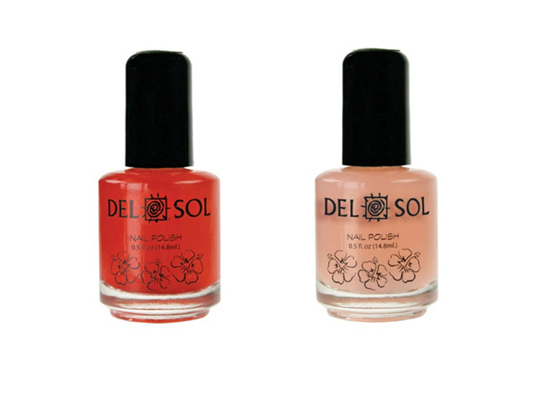 DEL SOL
NAIL POLISH
0.5 fl.oz (14.8mL)
DEL SOL
NAIL POLISH
0.5 fl.oz (14.8mL)